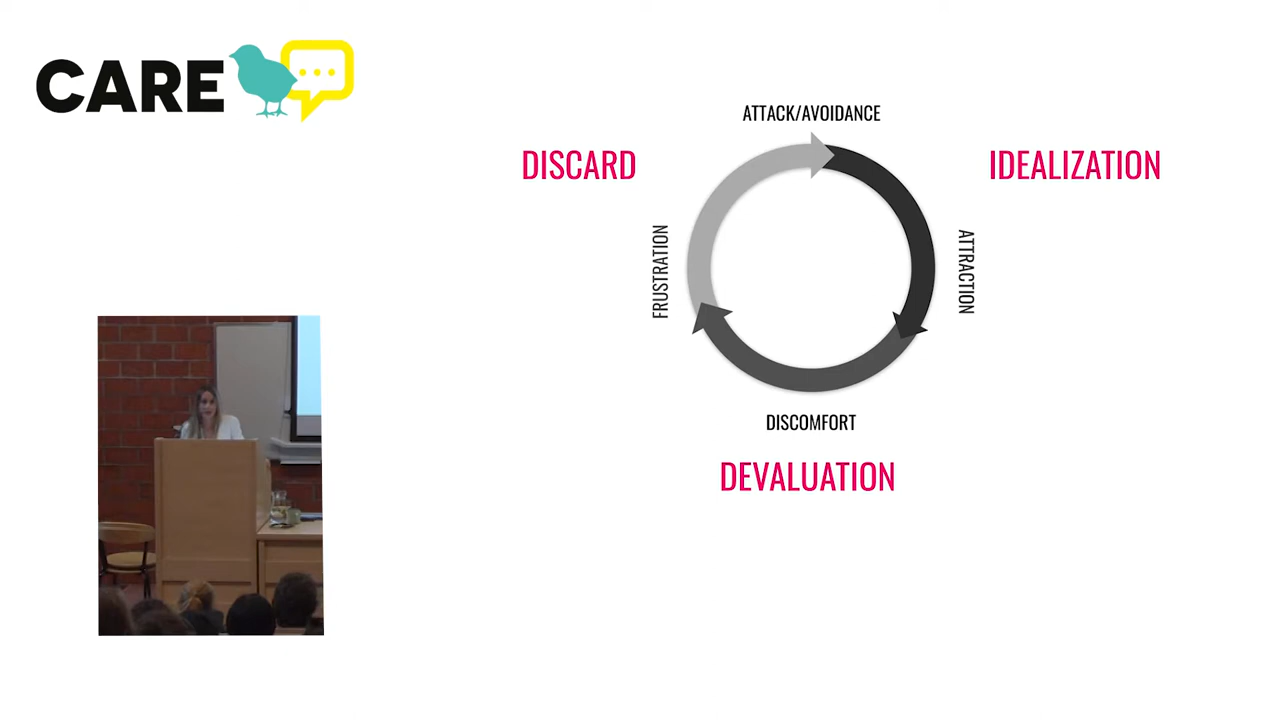 CARE
ATTACK/AVOIDANCE
DISCARD
IDEALIZATION
FRUSTRATION
ATTRACTION
DISCOMFORT
DEVALUATION